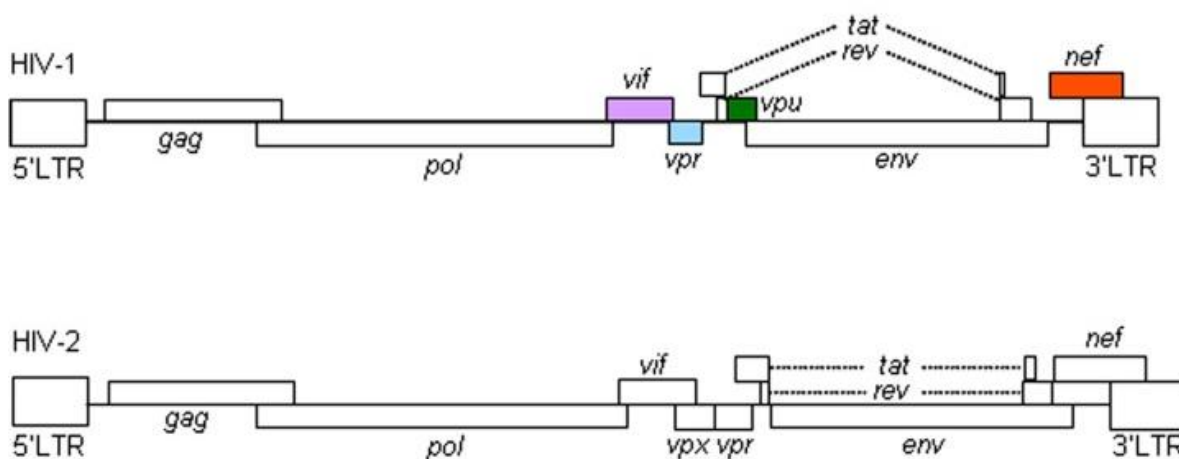 tat
HIV-1
rev
nef
vif
vpu
gag
vpr
env
5'LTR
pol
3'LTR
HIV-2
vif
tat
nef
rev
gag
vpx vpr
env
5'LTR
pol
3'LTR